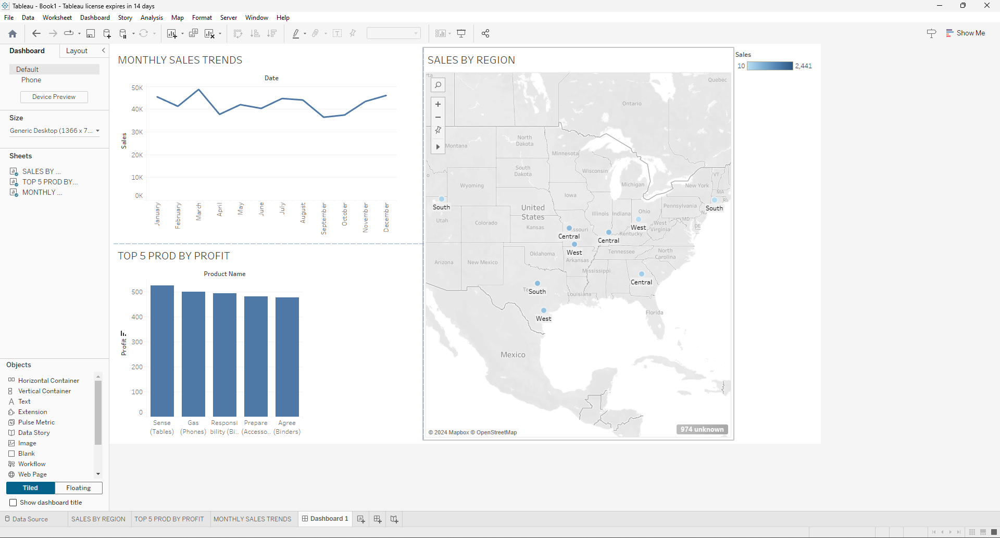 Tableau - Book1 - Tableau license expires in 14 days
File Data Worksheet Dashboard Story Analysis Map Format Server Window Help
Show Me
Dashboard Layout
Default
Phone
Device Preview
Size
Generic Desktop (1366 x 7...
Sheets
SALES BY ...
TOP 5 PROD BY...
MONTHLY ...
Objects
Horizontal Container
Vertical Container
Text
Extension
Pulse Metric
Data Story
Image
Blank
Workflow
Web Page
Tiled Floating
Show dashboard title
MONTHLY SALES TRENDS
Date
Sales
50K
40K
30K
20K
10K
0K
January
February
March
April
May
June
July
August
September
October
November
December
TOP 5 PROD BY PROFIT
Product Name
Profit
500
400
300
200
100
0
Sense
(Tables)
Gas
(Phones)
Responsi
bility (Bi..
Prepare
(Accesso..
Agree
(Binders)
SALES BY REGION
rta
Quebec
Ontario
Montana
North
Dakota
Minnesota
South
Dakota
Wisconsin
o
Wyoming
Michigan
New York
VT
MA
RI
Iowa
South
Utah
Colorado
United
States
Kansas
Illinois
Indiana
Ohio
Pennsylvania
South
N.
MD
DE
West
West
Virginia
ssouri
Central
Kentucky
Central
West
Arkansas
Tennessee
North
Carolina
Arizona
New Mexico
Oklahoma
Mississippi
Central
Te
South
Louisiana
West
Florida
Mexico
© 2024 Mapbox © OpenStreetMap
974 unknown
Sales
10 2,441
Data Source SALES BY REGION TOP 5 PROD BY PROFIT MONTHLY SALES TRENDS Dashboard 1